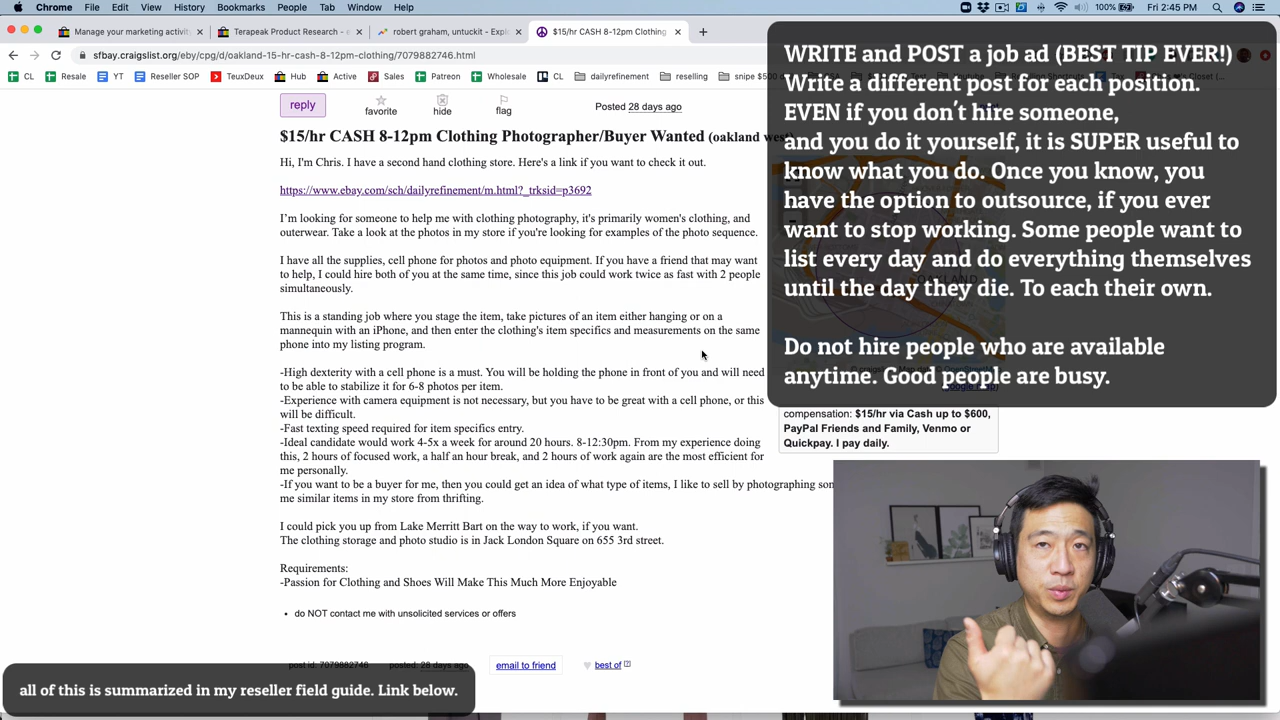 Chrome File Edit View History Bookmarks People Tab Window Help
100% Fri 2:45 PM
Manage your marketing activit
Terapeak Product Research -
robert graham, untuckit - Expl
$15/hr CASH 8-12pm Clothing
sfbay.craigslist.org/eby/cpg/d/oakland-15-hr-cash-8-12pm-clothing/7079882746.html
CL Resale YT Reseller SOP TeuxDeux Hub Active Sales Patreon Wholesale CL dailyrefinement reselling snipe $500
reply
favorite
hide
flag
Posted 28 days ago
$15/hr CASH 8-12pm Clothing Photographer/Buyer Wanted (oakland west)
Hi, I'm Chris. I have a second hand clothing store. Here's a link if you want to check it out.
https://www.ebay.com/sch/dailyrefinement/m.html?_trksid=p3692
I'm looking for someone to help me with clothing photography, it's primarily women's clothing, and
outerwear. Take a look at the photos in my store if you're looking for examples of the photo sequence.
I have all the supplies, cell phone for photos and photo equipment. If you have a friend that may want
to help, I could hire both of you at the same time, since this job could work twice as fast with 2 people
simultaneously.
This is a standing job where you stage the item, take pictures of an item either hanging or on a
mannequin with an iPhone, and then enter the clothing's item specifics and measurements on the same
phone into my listing program.
-High dexterity with a cell phone is a must. You will be holding the phone in front of you and will need
to be able to stabilize it for 6-8 photos per item.
-Experience with camera equipment is not necessary, but you have to be great with a cell phone, or this
will be difficult.
-Fast texting speed required for item specifics entry.
-Ideal candidate would work 4-5x a week for around 20 hours. 8-12:30pm. From my experience doing
this, 2 hours of focused work, a half an hour break, and 2 hours of work again are the most efficient for
me personally.
-If you want to be a buyer for me, then you could get an idea of what type of items, I like to sell by photographing som
me similar items in my store from thrifting.
I could pick you up from Lake Merritt Bart on the way to work, if you want.
The clothing storage and photo studio is in Jack London Square on 655 3rd street.
Requirements:
-Passion for Clothing and Shoes Will Make This Much More Enjoyable
• do NOT contact me with unsolicited services or offers
post id: 7079882746 posted: 28 days ago email to friend best of [?]
WRITE and POST a job ad (BEST TIP EVER!)
Write a different post for each position.
EVEN if you don't hire someone,
and you do it yourself, it is SUPER useful to
know what you do. Once you know, you
have the option to outsource, if you ever
want to stop working. Some people want to
list every day and do everything themselves
until the day they die. To each their own.
Do not hire people who are available
anytime. Good people are busy.
OAKLAND
compensation: $15/hr via Cash up to $600,
PayPal Friends and Family, Venmo or
Quickpay. I pay daily.
all of this is summarized in my reseller field guide. Link below.